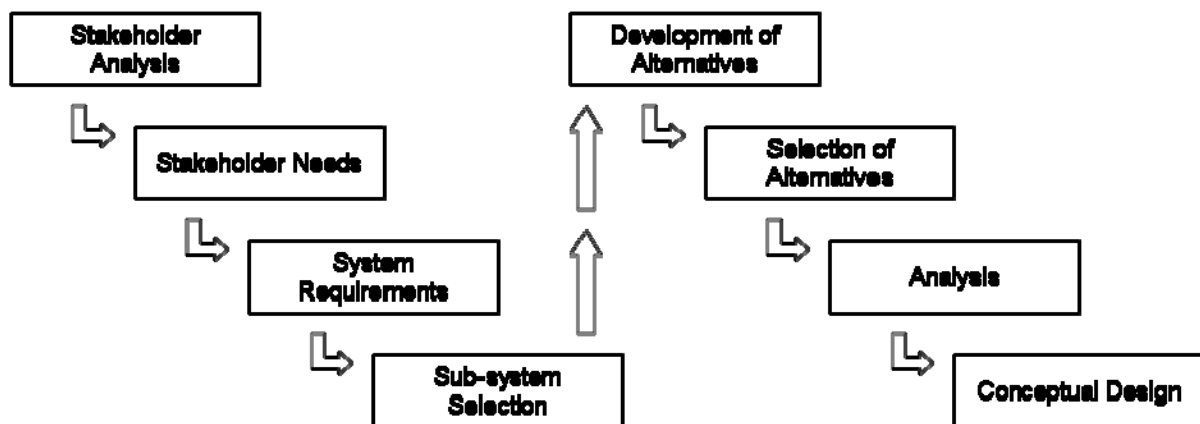 Stakeholder
Analysis
Stakeholder Needs
System
Requirements
Sub-system
Selection
Development of
Alternatives
Selection of
Alternatives
Analysis
Conceptual Design